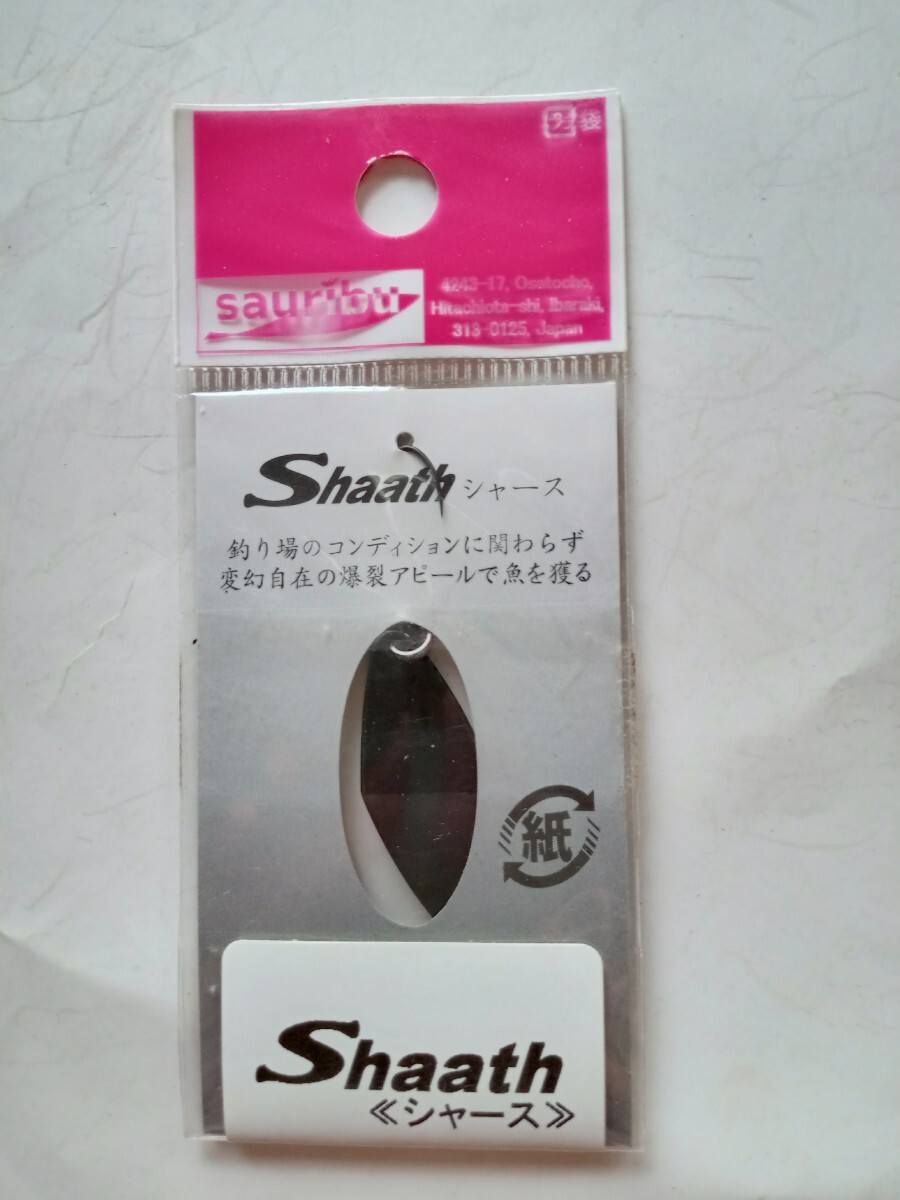 プラ 袋
sauribu
4243-17, Osatocho,
Hitachiota-shi, Ibaraki,
313-0125, Japan
Shaath シャース
釣り場のコンディションに関わらず
変幻自在の爆裂アピールで魚を獲る
紙
Shaath
≪シャース≫